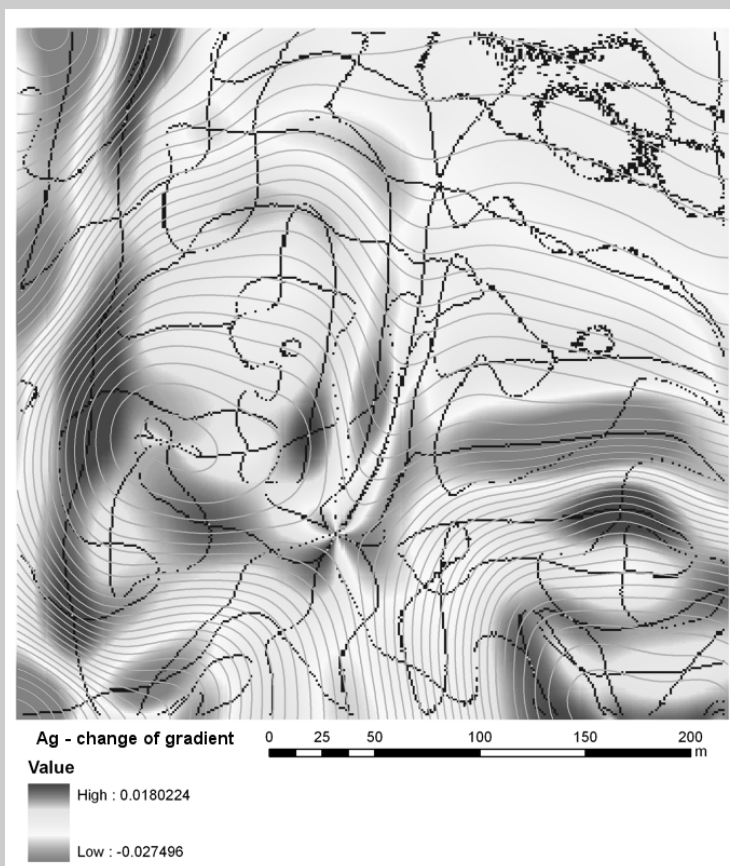 Ag - change of gradient
0 25 50 100 150 200
m
Value
High : 0.0180224
Low : -0.027496